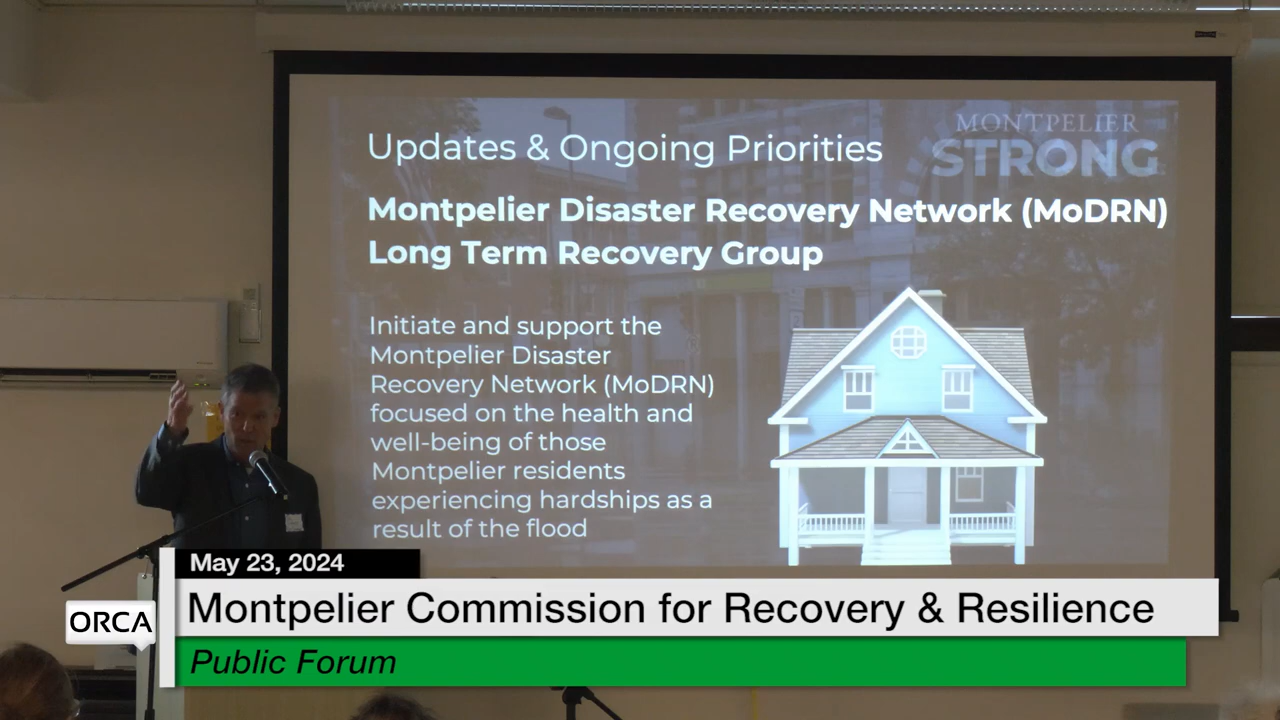 Updates & Ongoing Priorities
MONTPELIER
STRONG
Montpelier Disaster Recovery Network (MoDRN)
Long Term Recovery Group
Initiate and support the
Montpelier Disaster
Recovery Network (MoDRN)
focused on the health and
well-being of those
Montpelier residents
experiencing hardships as a
result of the flood
May 23, 2024
ORCA
Montpelier Commission for Recovery & Resilience
Public Forum